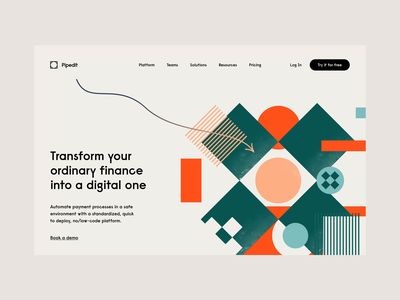 Pipedit
Platform Teams Solutions Resources Pricing Log In Try it for free
Transform your
ordinary finance
into a digital one
Automate payment processes in a safe
environment with a standardized, quick
to deploy, no/low-code platform.
Book a demo